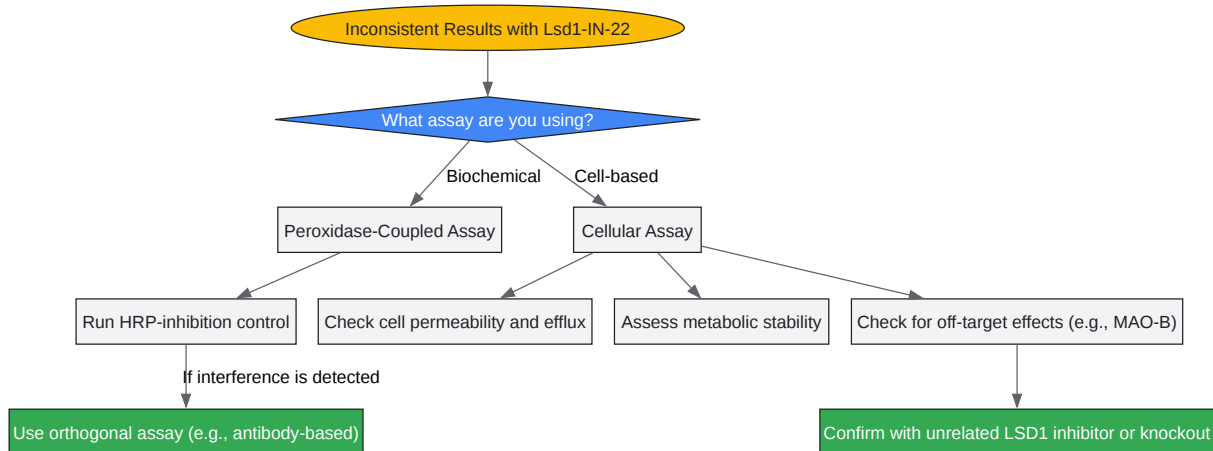 Inconsistent Results with Lsd1-IN-22
What assay are you using?
Biochemical
Cell-based
Peroxidase-Coupled Assay
Cellular Assay
Run HRP-inhibition control
Check cell permeability and efflux
Assess metabolic stability
Check for off-target effects (e.g., MAO-B)
If interference is detected
Use orthogonal assay (e.g., antibody-based)
Confirm with unrelated LSD1 inhibitor or knockout